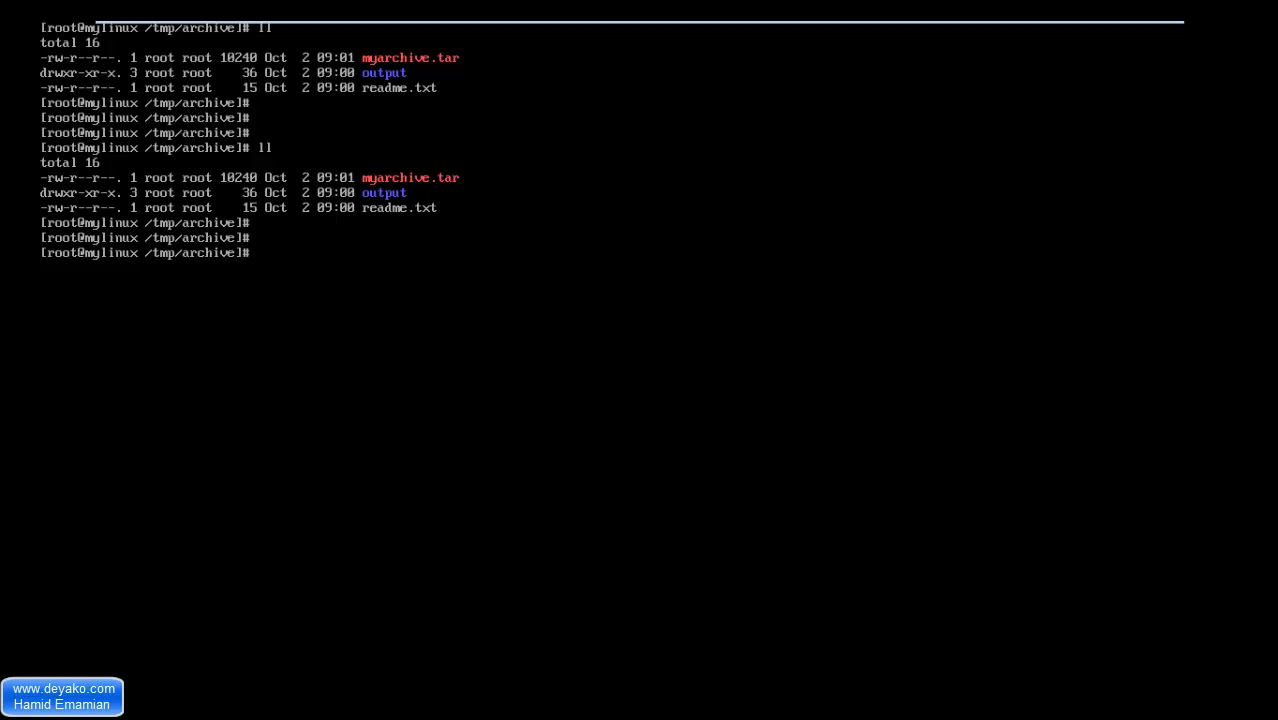 [root@mylinux /tmp/archive]# ll
total 16
-rw-r--r--. 1 root root 10240 Oct  2 09:01 myarchive.tar
drwxr-xr-x. 3 root root    36 Oct  2 09:00 output
-rw-r--r--. 1 root root    15 Oct  2 09:00 readme.txt
[root@mylinux /tmp/archive]#
[root@mylinux /tmp/archive]#
[root@mylinux /tmp/archive]#
[root@mylinux /tmp/archive]# ll
total 16
-rw-r--r--. 1 root root 10240 Oct  2 09:01 myarchive.tar
drwxr-xr-x. 3 root root    36 Oct  2 09:00 output
-rw-r--r--. 1 root root    15 Oct  2 09:00 readme.txt
[root@mylinux /tmp/archive]#
[root@mylinux /tmp/archive]#
[root@mylinux /tmp/archive]#
www.deyako.com
Hamid Emamian